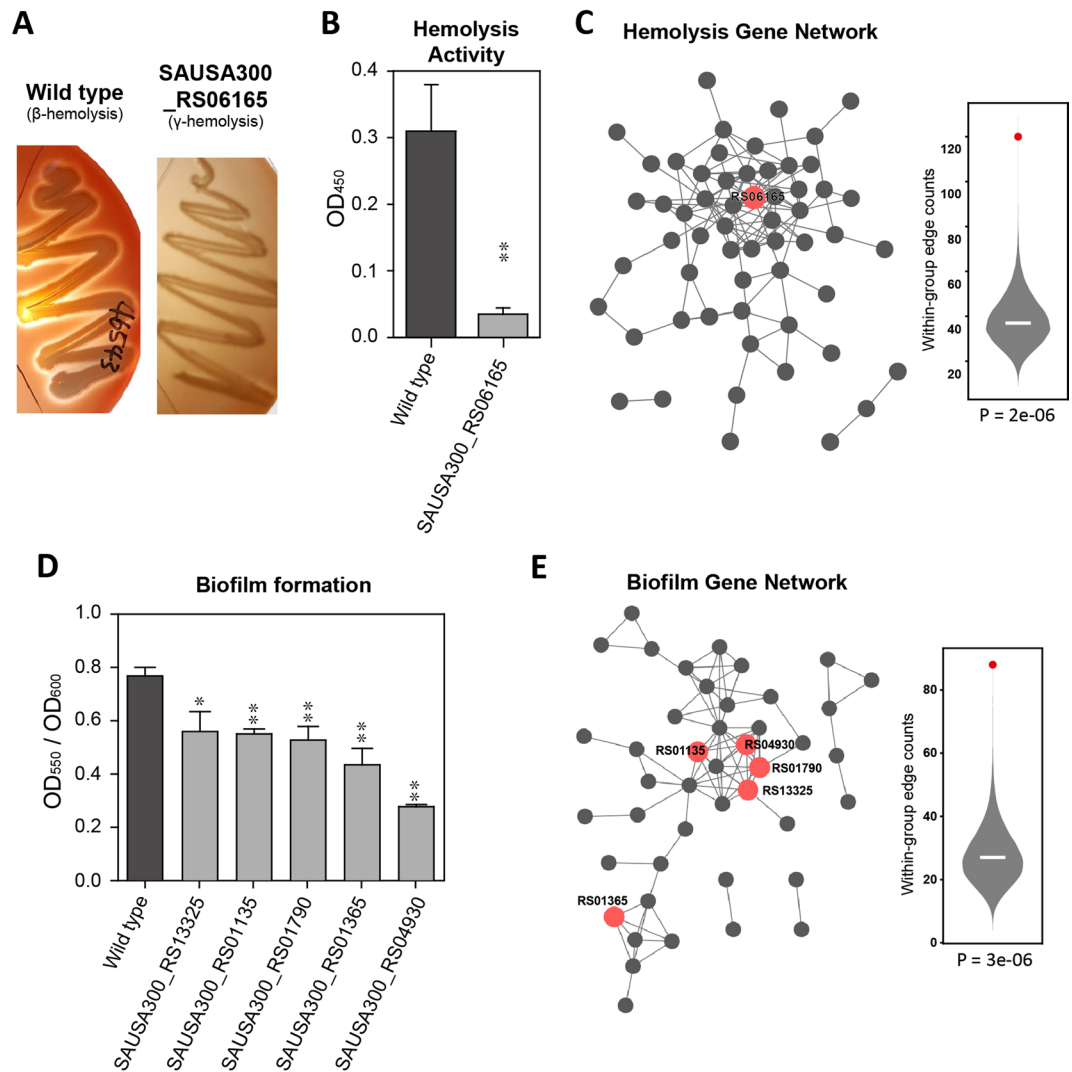 A
Wild type
(β-hemolysis)
SAUSA300
_RS06165
(γ-hemolysis)
46543
B
Hemolysis
Activity
OD450
0.4
0.3
0.2
0.1
0.0
**
Wild type
SAUSA300_RS06165
C
Hemolysis Gene Network
RS06165
Within-group edge counts
120
100
80
60
40
20
P = 2e-06
D
Biofilm formation
OD550 / OD600
1.0
0.8
0.6
0.4
0.2
0.0
*
**
**
**
**
Wild type
SAUSA300_RS13325
SAUSA300_RS01135
SAUSA300_RS01790
SAUSA300_RS01365
SAUSA300_RS04930
E
Biofilm Gene Network
RS01135
RS04930
RS01790
RS13325
RS01365
Within-group edge counts
80
60
40
20
0
P = 3e-06